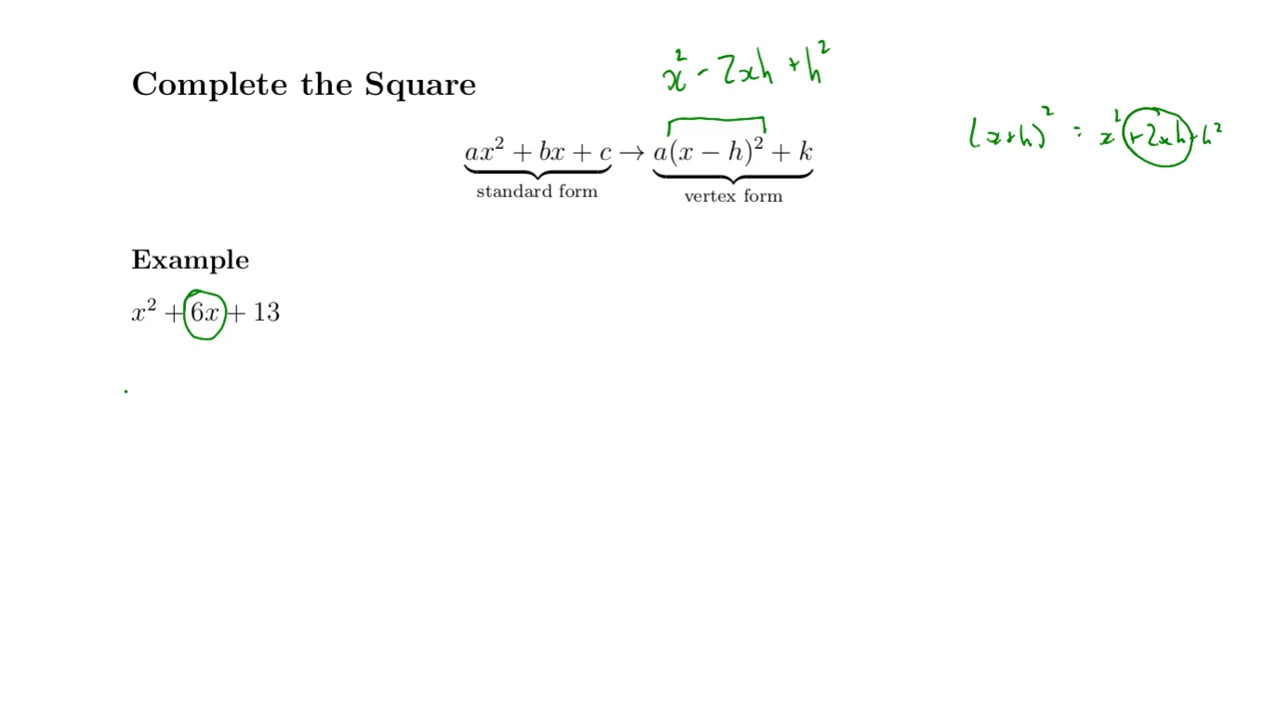 x² - 2xh + h²
Complete the Square
(x+h)² = x² + 2xh + h²
ax² + bx + c → a(x − h)² + k
standard form vertex form
Example
x² + 6x + 13